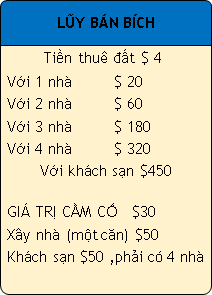 LŨY BÁN BÍCH
Tiền thuê đất $ 4
Với 1 nhà $ 20
Với 2 nhà $ 60
Với 3 nhà $ 180
Với 4 nhà $ 320
Với khách sạn $450
GIÁ TRỊ CẦM CỐ $30
Xây nhà (một căn) $50
Khách sạn $50 ,phải có 4 nhà